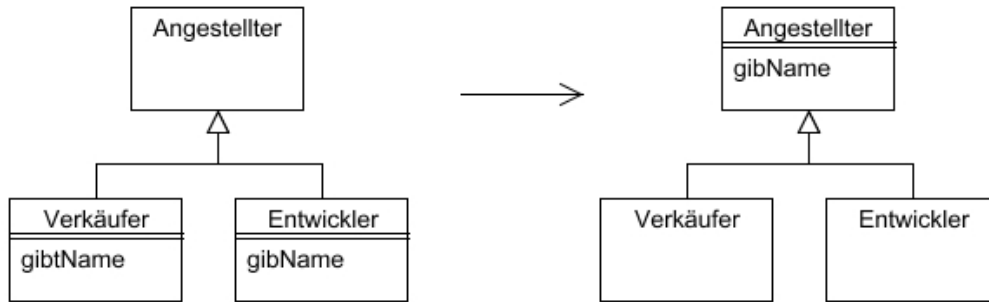 Angestellter
Verkäufer
gibtName
Entwickler
gibName
Angestellter
gibName
Verkäufer
Entwickler